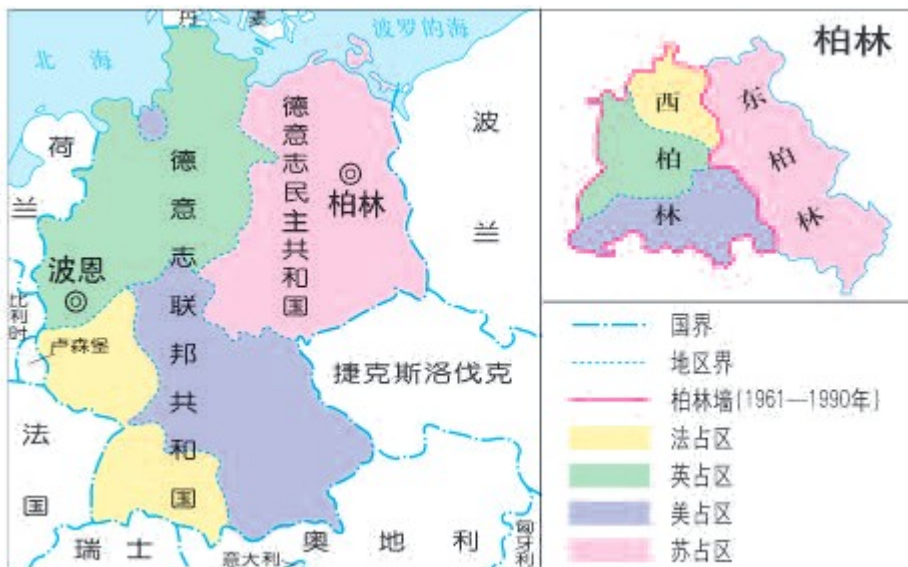 丹
麦
北海
波罗的海
荷
兰
波
兰
德意志民主共和国
柏林
德意志联邦共和国
波恩
比利时
卢森堡
捷克斯洛伐克
法
国
瑞士
意大利
奥地利
匈牙利
柏林
西柏林
东柏林
国界
地区界
柏林墙(1961—1990年)
法占区
英占区
美占区
苏占区